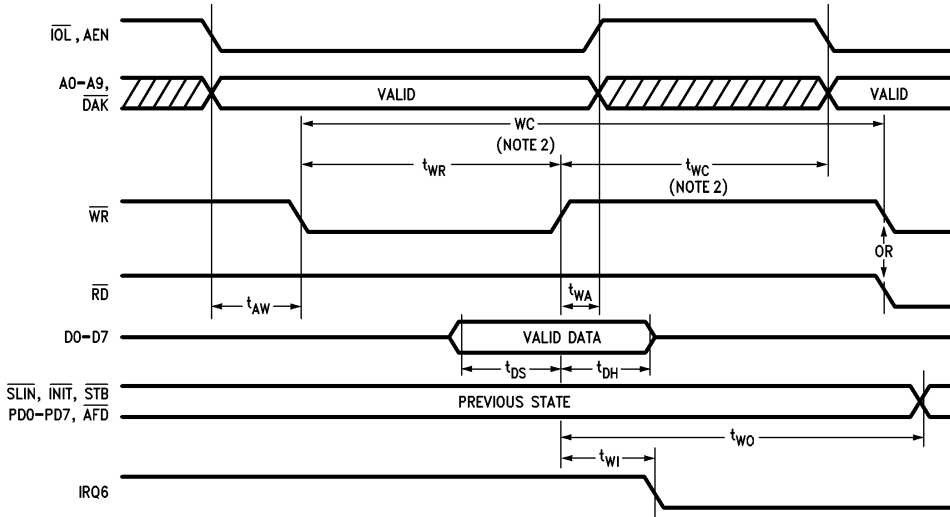 IOL, AEN
A0–A9,
DAK
VALID
VALID
WC
(NOTE 2)
tWR
tWC
(NOTE 2)
WR
OR
RD
tAW
tWA
D0–D7
VALID DATA
tDS
tDH
SLIN, INIT, STB
PD0–PD7, AFD
PREVIOUS STATE
tWO
tWI
IRQ6